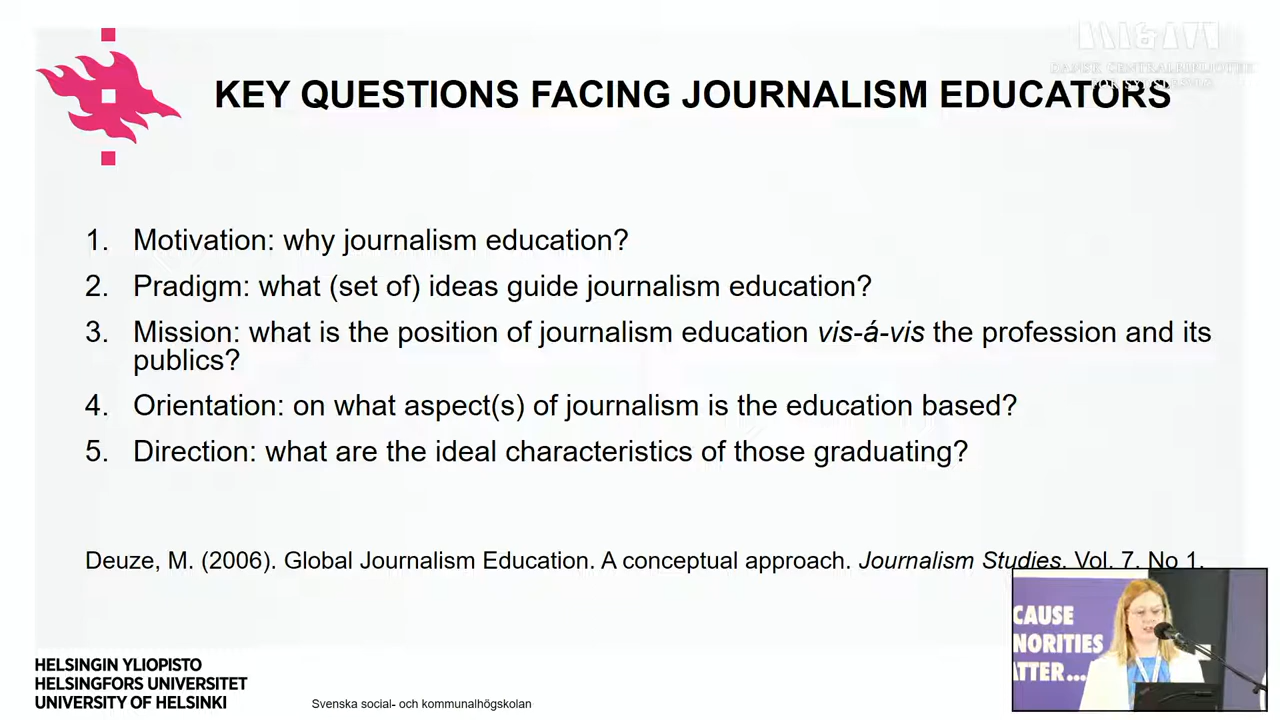 KEY QUESTIONS FACING JOURNALISM EDUCATORS
1. Motivation: why journalism education?
2. Pradigm: what (set of) ideas guide journalism education?
3. Mission: what is the position of journalism education vis-á-vis the profession and its
publics?
4. Orientation: on what aspect(s) of journalism is the education based?
5. Direction: what are the ideal characteristics of those graduating?
Deuze, M. (2006). Global Journalism Education. A conceptual approach. Journalism Studies. Vol. 7. No 1.
CAUSE
NORITIES
ATTER...
HELSINGIN YLIOPISTO
HELSINGFORS UNIVERSITET
UNIVERSITY OF HELSINKI
Svenska social- och kommunalhögskolan
DANSK CENTRALBIBLIOTEK